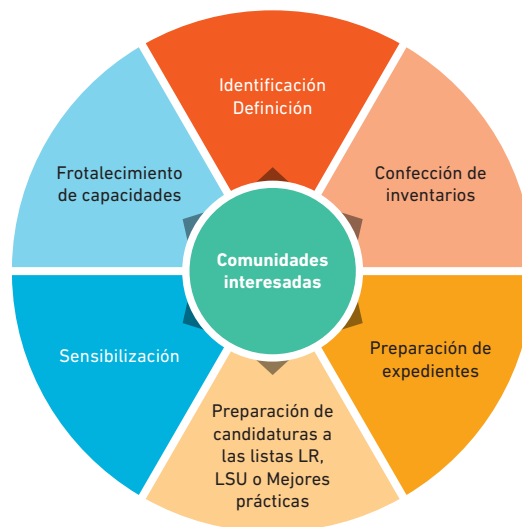 Identificación
Definición
Confección de
inventarios
Preparación de
expedientes
Preparación de
candidaturas a
las listas LR,
LSU o Mejores
prácticas
Sensibilización
Frotalecimiento
de capacidades
Comunidades
interesadas